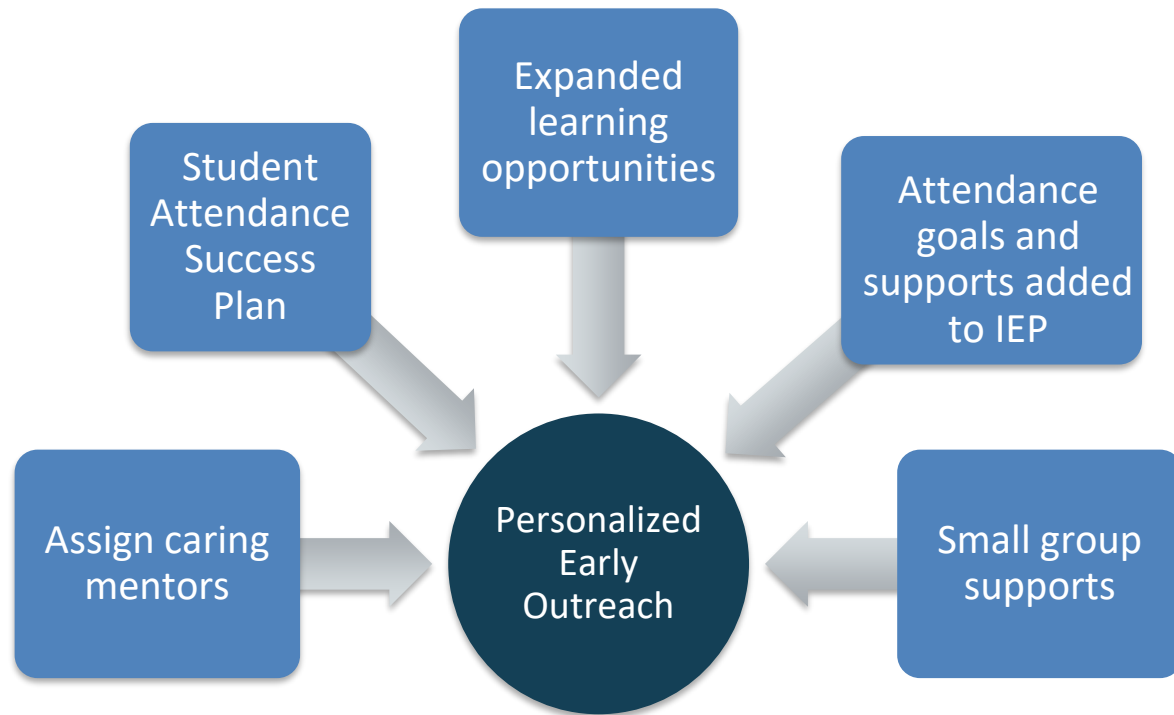 Expanded
learning
opportunities
Student
Attendance
Success
Plan
Attendance
goals and
supports added
to IEP
Assign caring
mentors
Personalized
Early
Outreach
Small group
supports